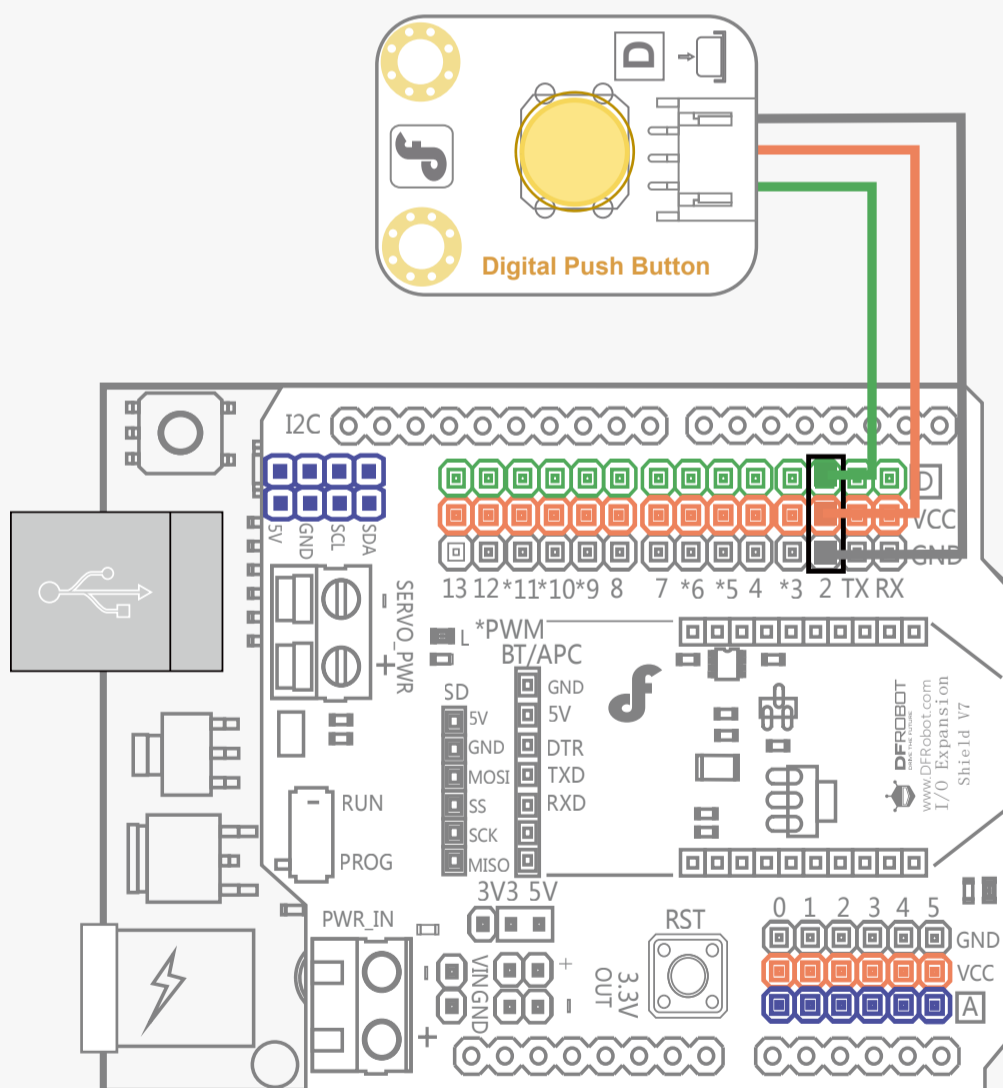 D
Digital Push Button
I2C
D
VCC
GND
5V
GND
SCL
SDA
13 12 *11 *10 *9 8 7 *6 *5 4 *3 2 TX RX
*PWM
L
SERVO_PWR
-
+
BT/APC
GND
5V
DTR
TXD
RXD
SD
5V
GND
MOSI
SS
SCK
MISO
DFROBOT
DRIVE THE FUTURE
www.DFRobot.com
I/O Expansion
Shield V7
RUN
PROG
3V3 5V
PWR_IN
-
+
VIN
GND
+
-
3.3V
OUT
RST
0 1 2 3 4 5
GND
VCC
A